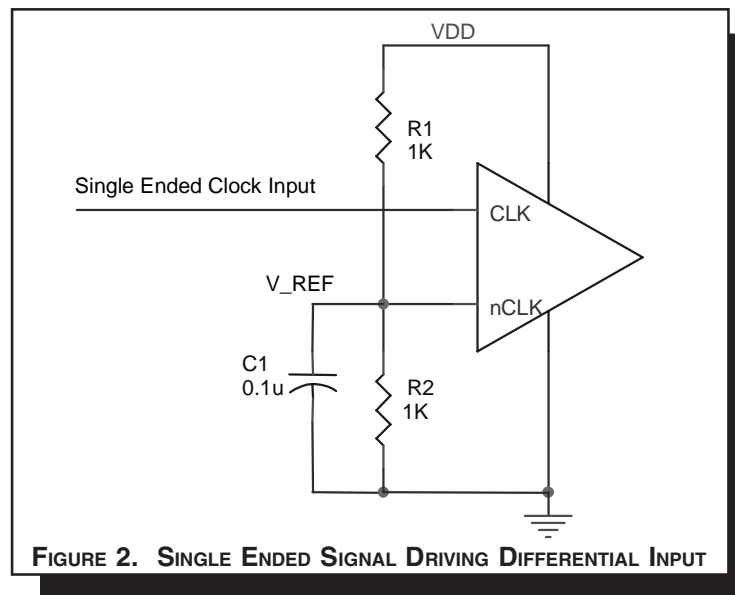 VDD
R1
1K
Single Ended Clock Input
CLK
V_REF
nCLK
C1
0.1u
R2
1K
FIGURE 2. SINGLE ENDED SIGNAL DRIVING DIFFERENTIAL INPUT